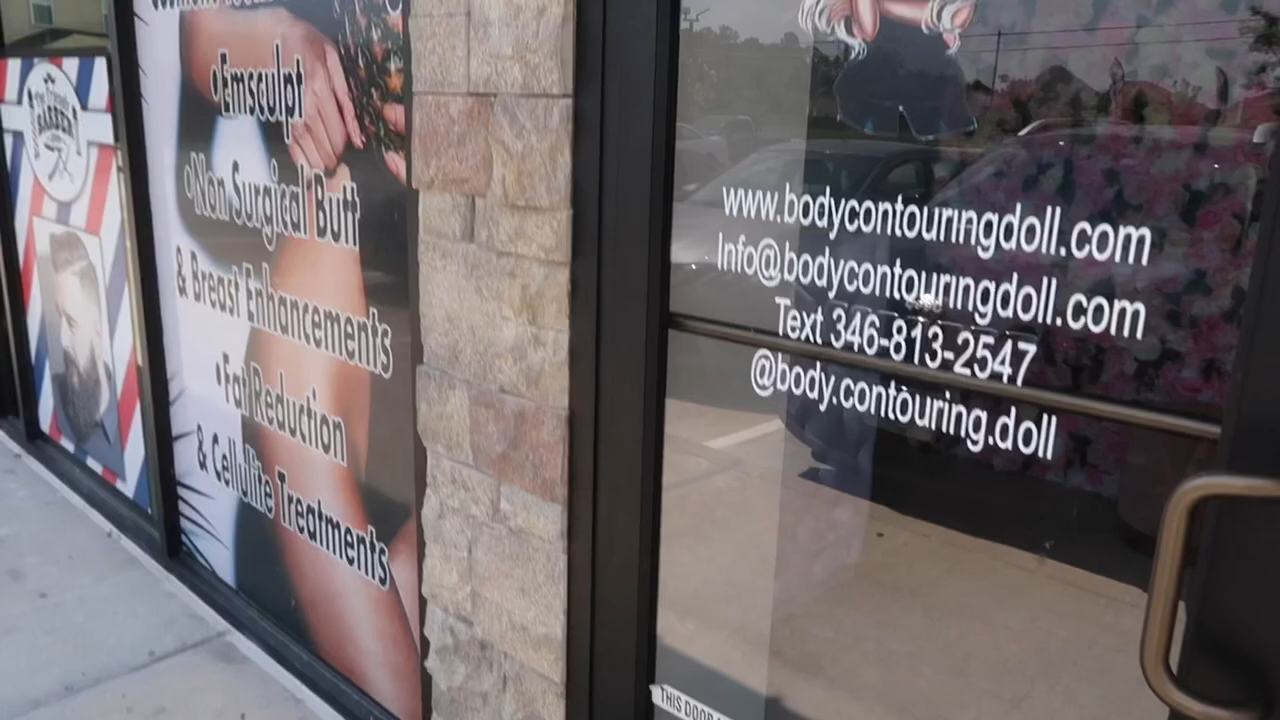 BARBER
•Emsculpt
•Non Surgical Butt
& Breast Enhancements
•Fat Reduction
& Cellulite Treatments
www.bodycontouringdoll.com
Info@bodycontouringdoll.com
Text 346-813-2547
@body.contouring.doll
THIS DOOR